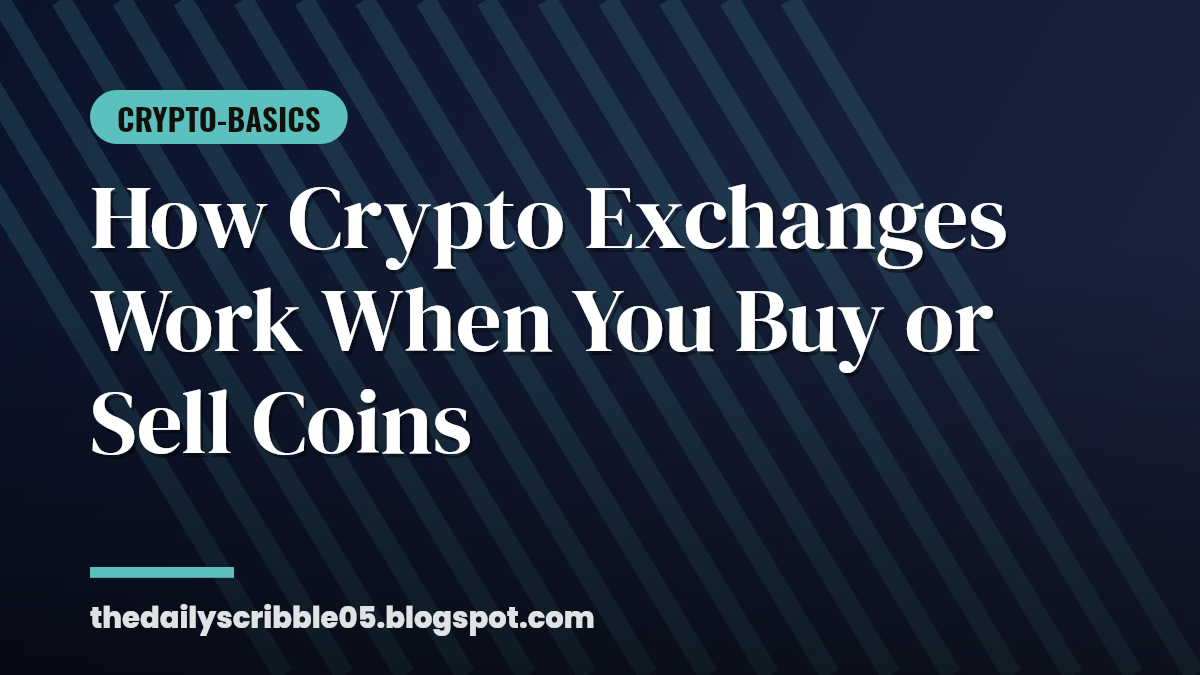 CRYPTO-BASICS
How Crypto Exchanges
Work When You Buy or
Sell Coins
thedailyscribble05.blogspot.com